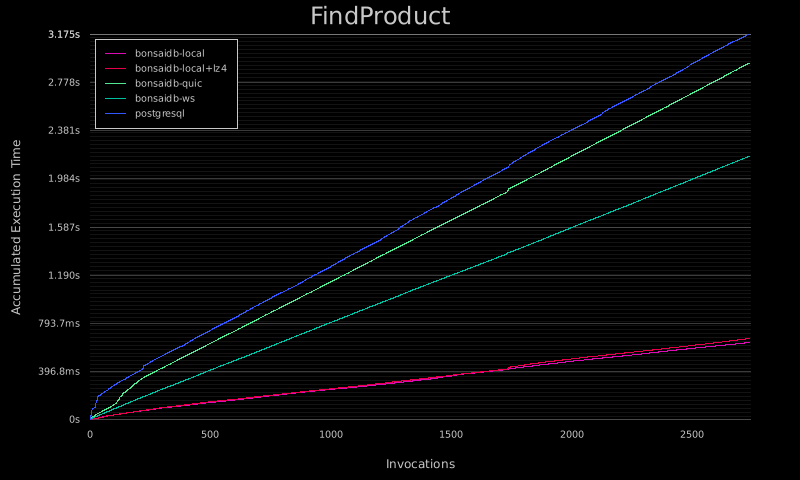 FindProduct
3.175s
2.778s
2.381s
1.984s
1.587s
1.190s
793.7ms
396.8ms
0s
bonsaidb-local
bonsaidb-local+lz4
bonsaidb-quic
bonsaidb-ws
postgresql
Accumulated Execution Time
0 500 1000 1500 2000 2500
Invocations